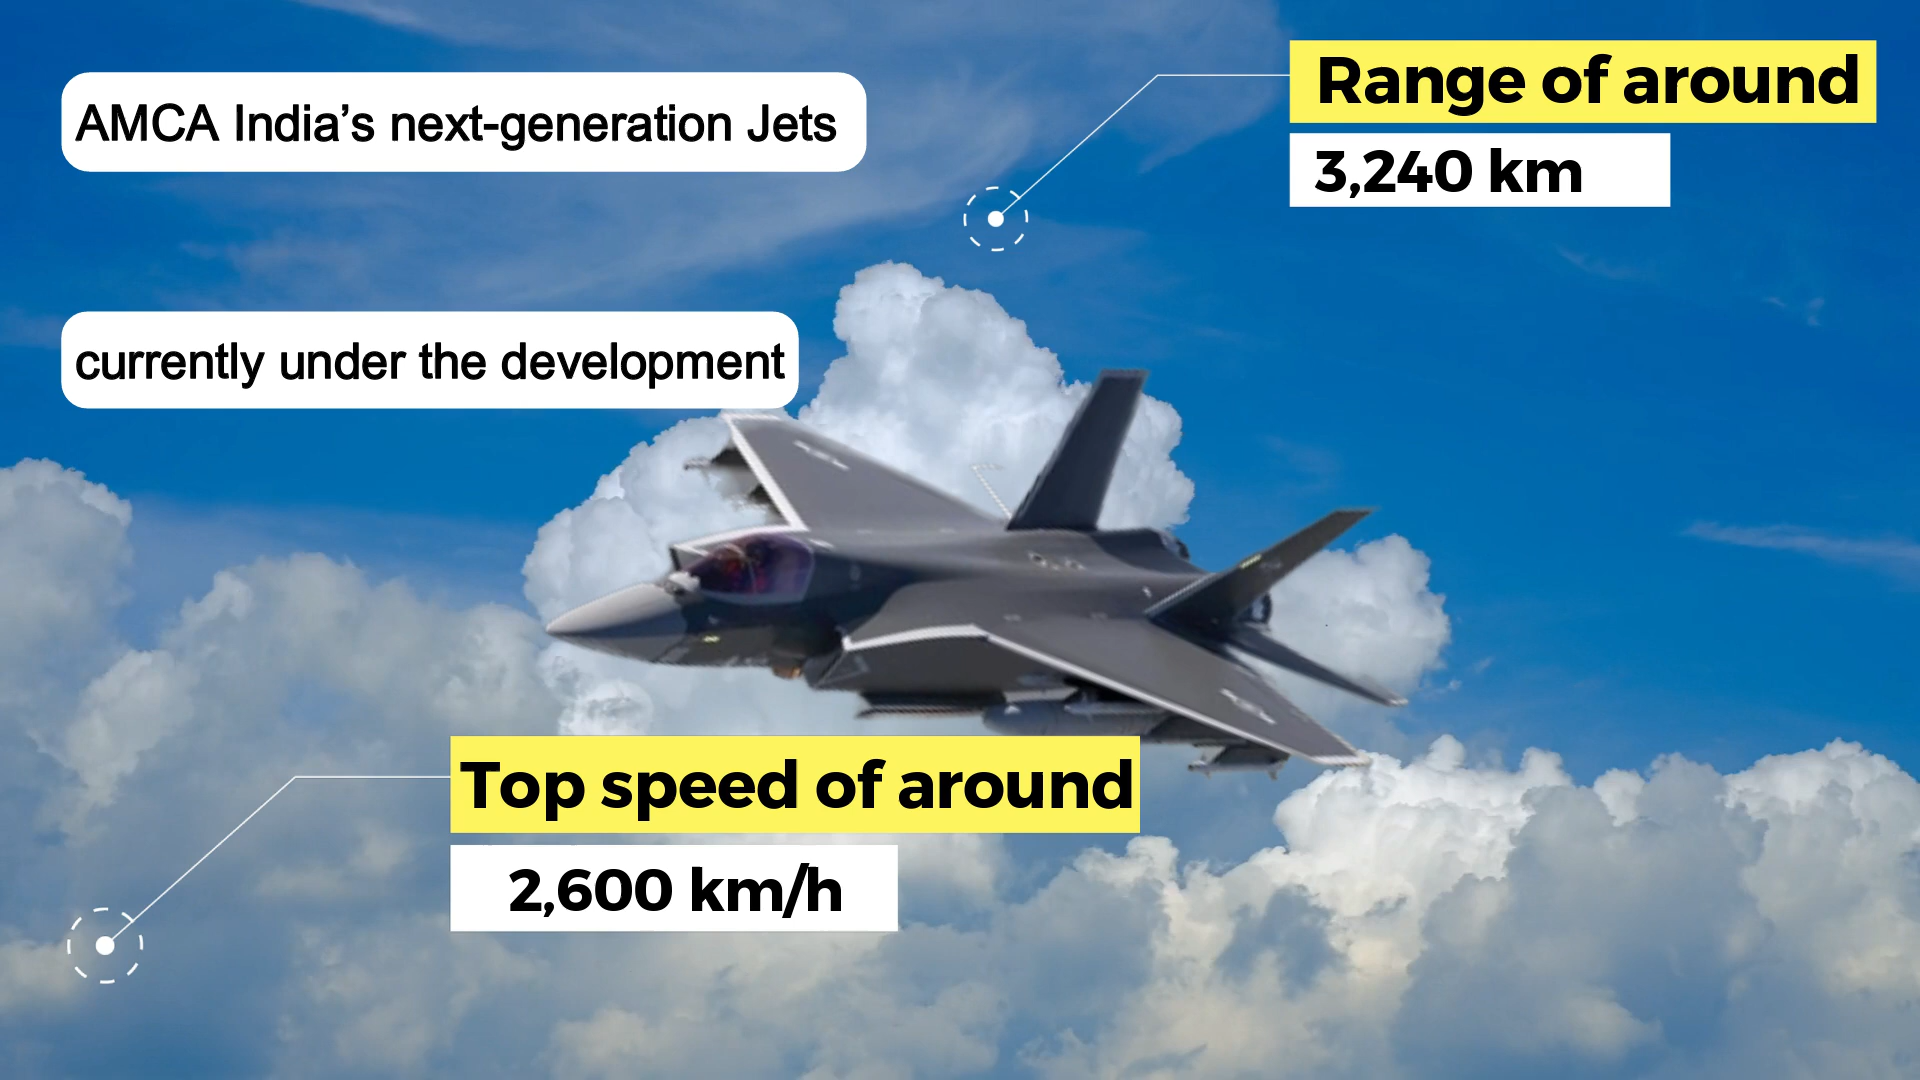 AMCA India’s next-generation Jets
currently under the development
Range of around
3,240 km
Top speed of around
2,600 km/h